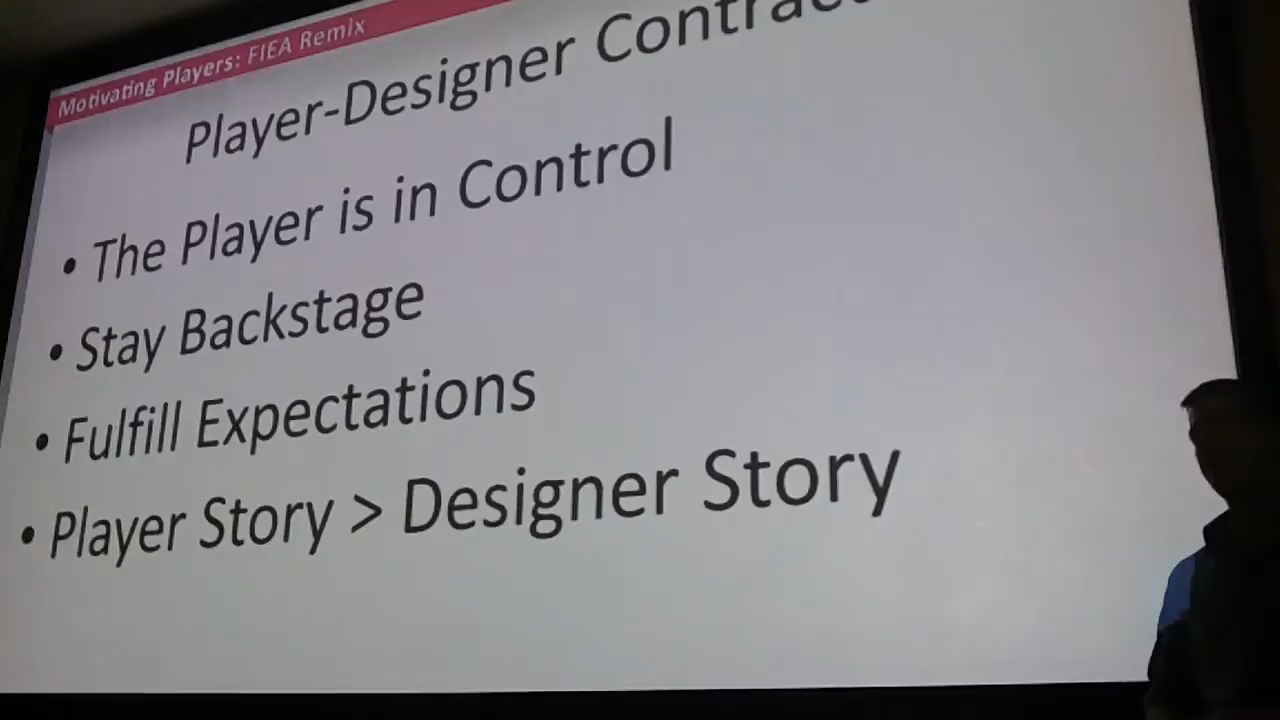 Motivating Players: FIEA Remix
Player-Designer Contrac
• The Player is in Control
• Stay Backstage
• Fulfill Expectations
• Player Story > Designer Story